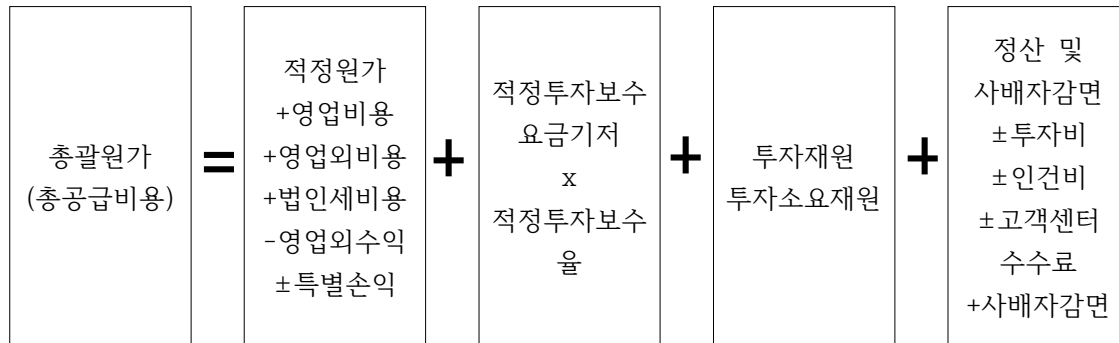 총괄원가
(총공급비용)
=
적정원가
+영업비용
+영업외비용
+법인세비용
-영업외수익
±특별손익
+
적정투자보수
요금기저
x
적정투자보수
율
+
투자재원
투자소요재원
+
정산 및
사배자감면
±투자비
±인건비
±고객센터
수수료
+사배자감면